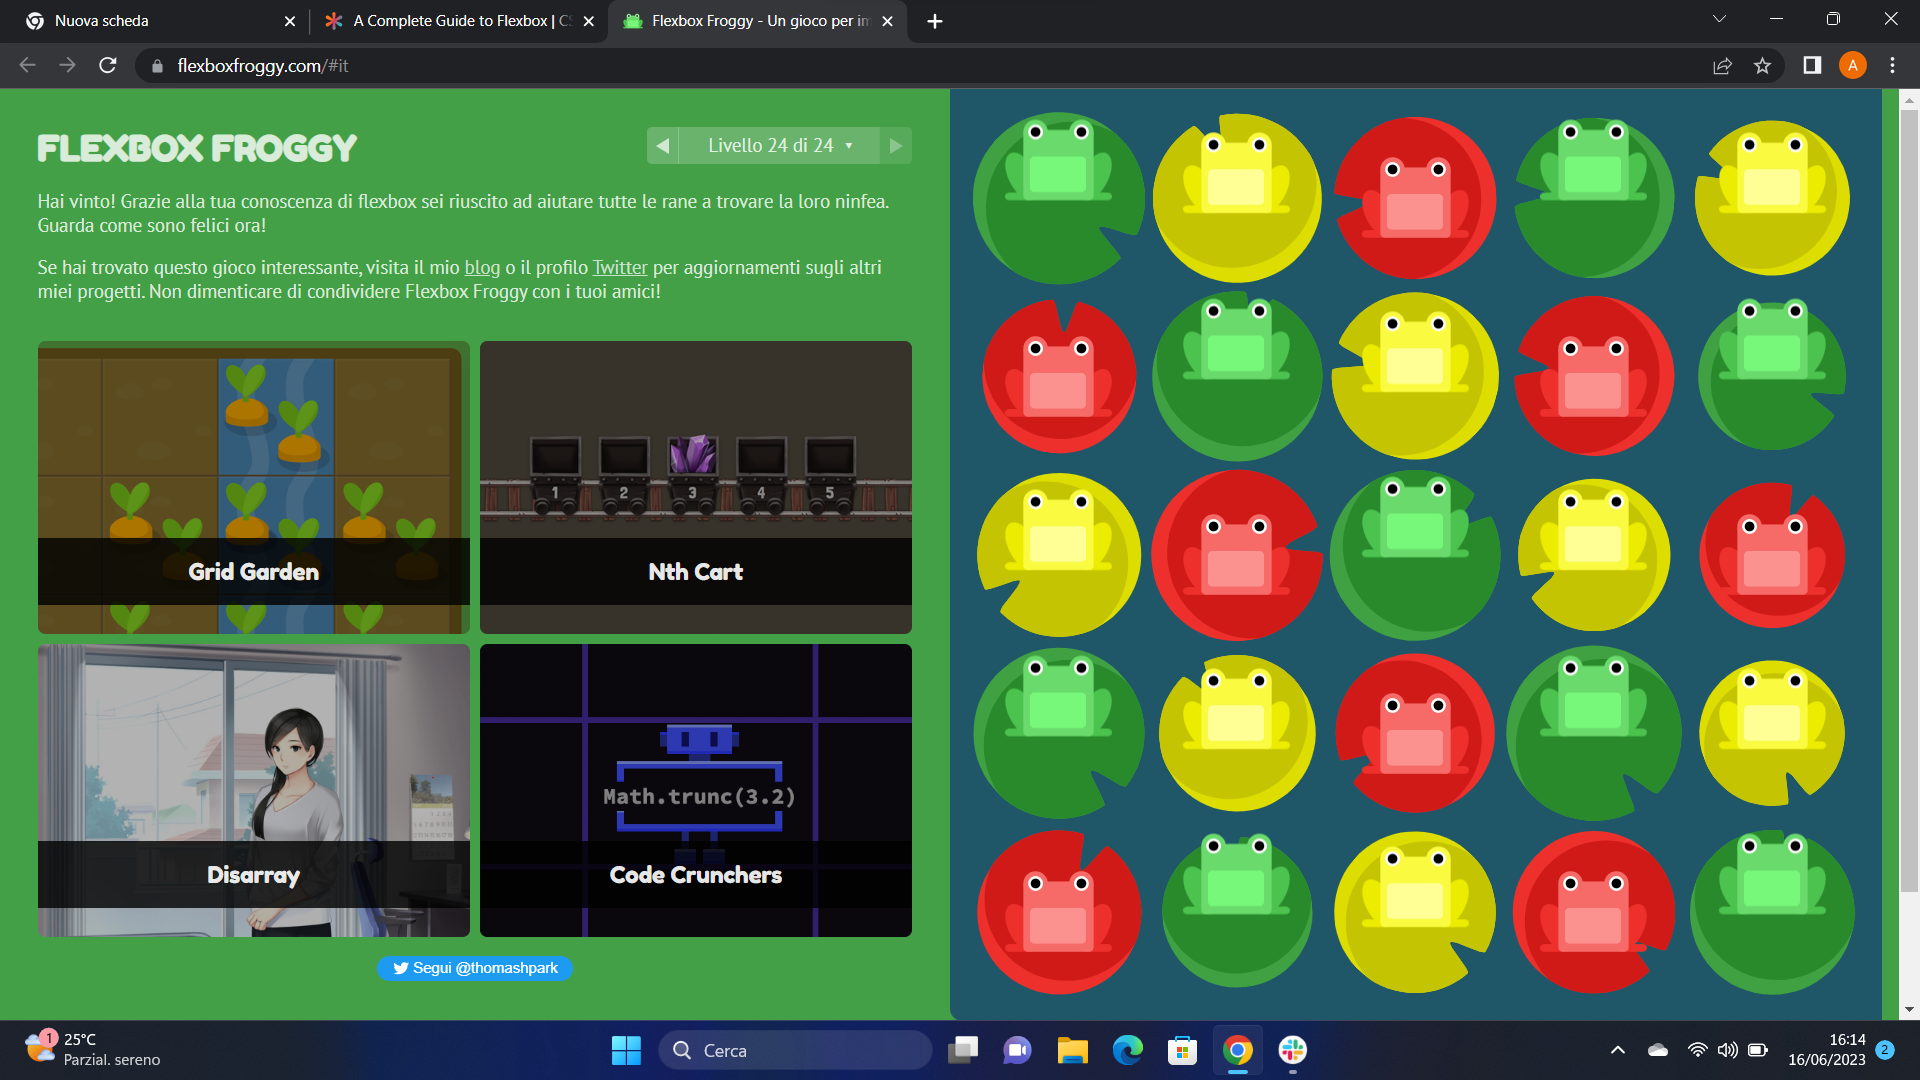 Nuova scheda
A Complete Guide to Flexbox | CS
Flexbox Froggy - Un gioco per im
flexboxfroggy.com/#it
A
FLEXBOX FROGGY
Livello 24 di 24
Hai vinto! Grazie alla tua conoscenza di flexbox sei riuscito ad aiutare tutte le rane a trovare la loro ninfea.
Guarda come sono felici ora!
Se hai trovato questo gioco interessante, visita il mio blog o il profilo Twitter per aggiornamenti sugli altri
miei progetti. Non dimenticare di condividere Flexbox Froggy con i tuoi amici!
1 2 3 4 5
Grid Garden
Nth Cart
Math.trunc(3.2)
Disarray
Code Crunchers
Segui @thomashpark
1
25°C
Parzial. sereno
Cerca
16:14
16/06/2023
2